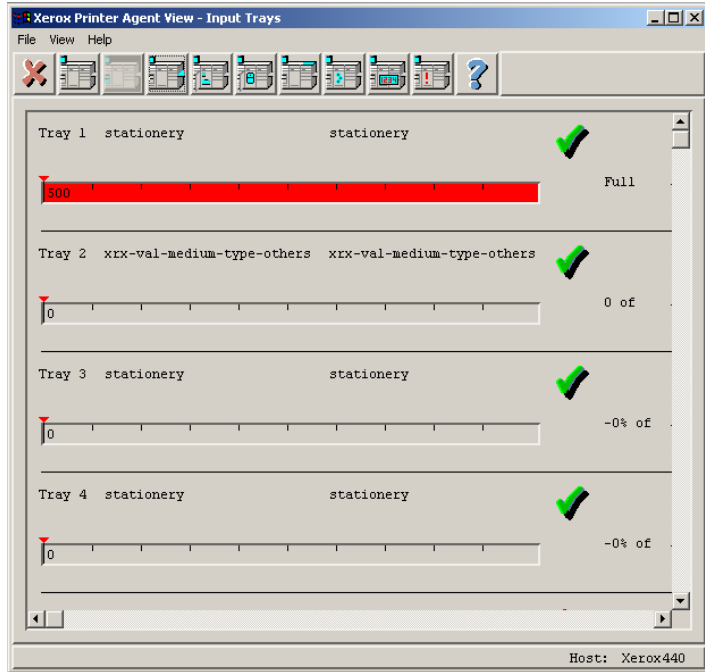 Xerox Printer Agent View - Input Trays
File View Help
Tray 1 stationery stationery
500 Full
Tray 2 xrx-val-medium-type-others xrx-val-medium-type-others
0 0 of
Tray 3 stationery stationery
0 -0% of
Tray 4 stationery stationery
0 -0% of
Host: Xerox440